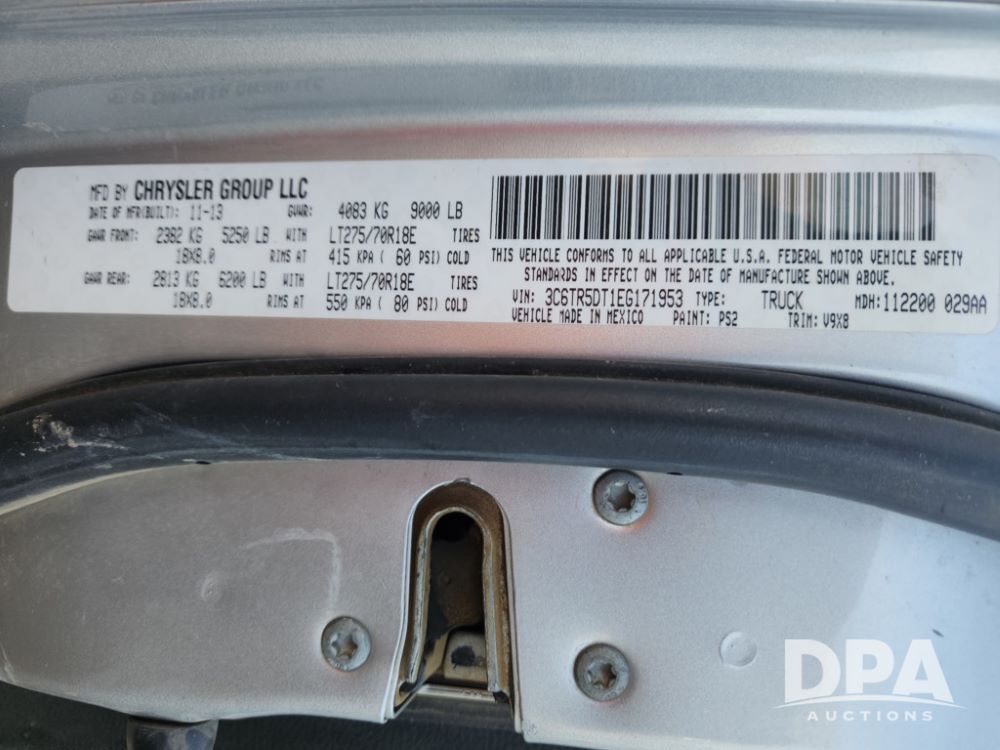 MFD BY CHRYSLER GROUP LLC
DATE OF MFR(BUILT): 11-13 GVWR: 4083 KG 9000 LB
GAWR FRONT: 2382 KG 5250 LB WITH LT275/70R18E TIRES
18X8.0 RIMS AT 415 KPA ( 60 PSI) COLD
GAWR REAR: 2813 KG 6200 LB WITH LT275/70R18E TIRES
18X8.0 RIMS AT 550 KPA ( 80 PSI) COLD
THIS VEHICLE CONFORMS TO ALL APPLICABLE U.S.A. FEDERAL MOTOR VEHICLE SAFETY
STANDARDS IN EFFECT ON THE DATE OF MANUFACTURE SHOWN ABOVE.
VIN: 3C6TR5DT1EG171953 TYPE: TRUCK MDH: 112200 029AA
VEHICLE MADE IN MEXICO PAINT: PS2 TRIM: V9X8
DPA
AUCTIONS